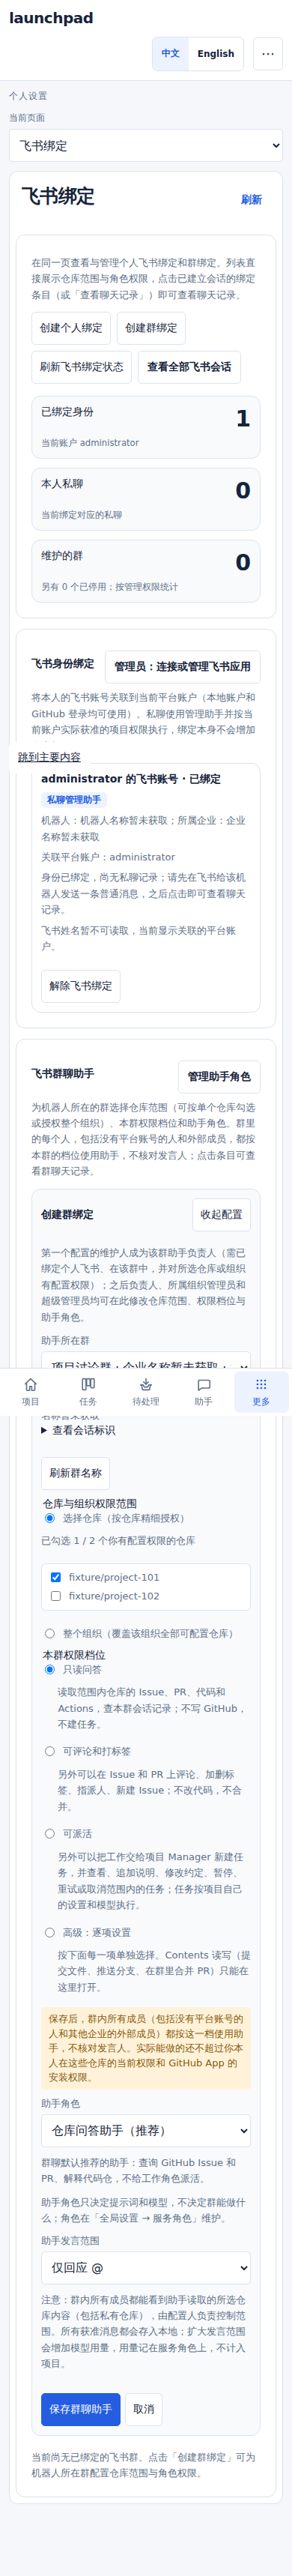 launchpad
中文 English ⋯
个人设置
当前页面
飞书绑定
飞书绑定
刷新
在同一页查看与管理个人飞书绑定和群绑定。列表直
接展示仓库范围与角色权限，点击已建立会话的绑定
条目（或「查看聊天记录」）即可查看聊天记录。
创建个人绑定 创建群绑定
刷新飞书绑定状态 查看全部飞书会话
已绑定身份 1
当前账户 administrator
本人私聊 0
当前绑定对应的私聊
维护的群 0
另有 0 个已停用；按管理权限统计
飞书身份绑定 管理员：连接或管理飞书应用
将本人的飞书账号关联到当前平台账户（本地账户和
GitHub 登录均可使用）。私聊使用管理助手并按当
前账户实际获准的项目权限执行，绑定本身不会增加
跳到主要内容
administrator 的飞书账号 · 已绑定
私聊管理助手
机器人：机器人名称暂未获取；所属企业：企业
名称暂未获取
关联平台账户：administrator
身份已绑定，尚无私聊记录；请先在飞书给该机
器人发送一条普通消息，之后点击即可查看聊天
记录。
飞书姓名暂不可读取，当前显示关联的平台账
户。
解除飞书绑定
飞书群聊助手 管理助手角色
为机器人所在的群选择仓库范围（可按单个仓库勾选
或授权整个组织）、本群权限档位和助手角色。群里
的每个人，包括没有平台账号的人和外部成员，都按
本群的档位使用助手，不核对发言人；点击条目可查
看群聊天记录。
创建群绑定 收起配置
第一个配置的维护人成为该群助手负责人（需已
绑定个人飞书、在该群中，并对所选仓库或组织
有配置权限）；之后负责人、所属组织管理员和
超级管理员均可在此修改仓库范围、权限档位与
助手角色。
助手所在群
项目 任务 待处理 助手 更多
▶ 查看会话标识
刷新群名称
仓库与组织权限范围
选择仓库（按仓库精细授权）
已勾选 1 / 2 个你有配置权限的仓库
fixture/project-101
fixture/project-102
整个组织（覆盖该组织全部可配置仓库）
本群权限档位
只读问答
读取范围内仓库的 Issue、PR、代码和
Actions，查本群会话记录；不写 GitHub，
不建任务。
可评论和打标签
另外可以在 Issue 和 PR 上评论、加删标
签、指派人、新建 Issue；不改代码，不合
并。
可派活
另外可以把工作交给项目 Manager 新建任
务，并查看、追加说明、修改约定、暂停、
重试或取消范围内的任务；任务按项目自己
的设置和模型执行。
高级：逐项设置
按下面每一项单独选择。Contents 读写（提
交文件、推送分支、在群里合并 PR）只能在
这里打开。
保存后，群内所有成员（包括没有平台账号的
人和其他企业的外部成员）都按这一档使用助
手，不核对发言人。实际能做的还不超过你本
人在这些仓库的当前权限和 GitHub App 的
安装权限。
助手角色
仓库问答助手（推荐）
群聊默认推荐的助手：查询 GitHub Issue 和
PR、解释代码仓，不给工作角色派活。
助手角色只决定提示词和模型，不决定群能做什
么；角色在「全局设置 → 服务角色」维护。
助手发言范围
仅回应 @
注意：群内所有成员都能看到助手读取的所选仓
库内容（包括私有仓库），由配置人负责控制范
围。所有获准消息都会存入本地；扩大发言范围
会增加模型用量，用量记在服务角色上，不计入
项目。
保存群聊助手 取消
当前尚无已绑定的飞书群。点击「创建群绑定」可为
机器人所在群配置仓库范围与角色权限。